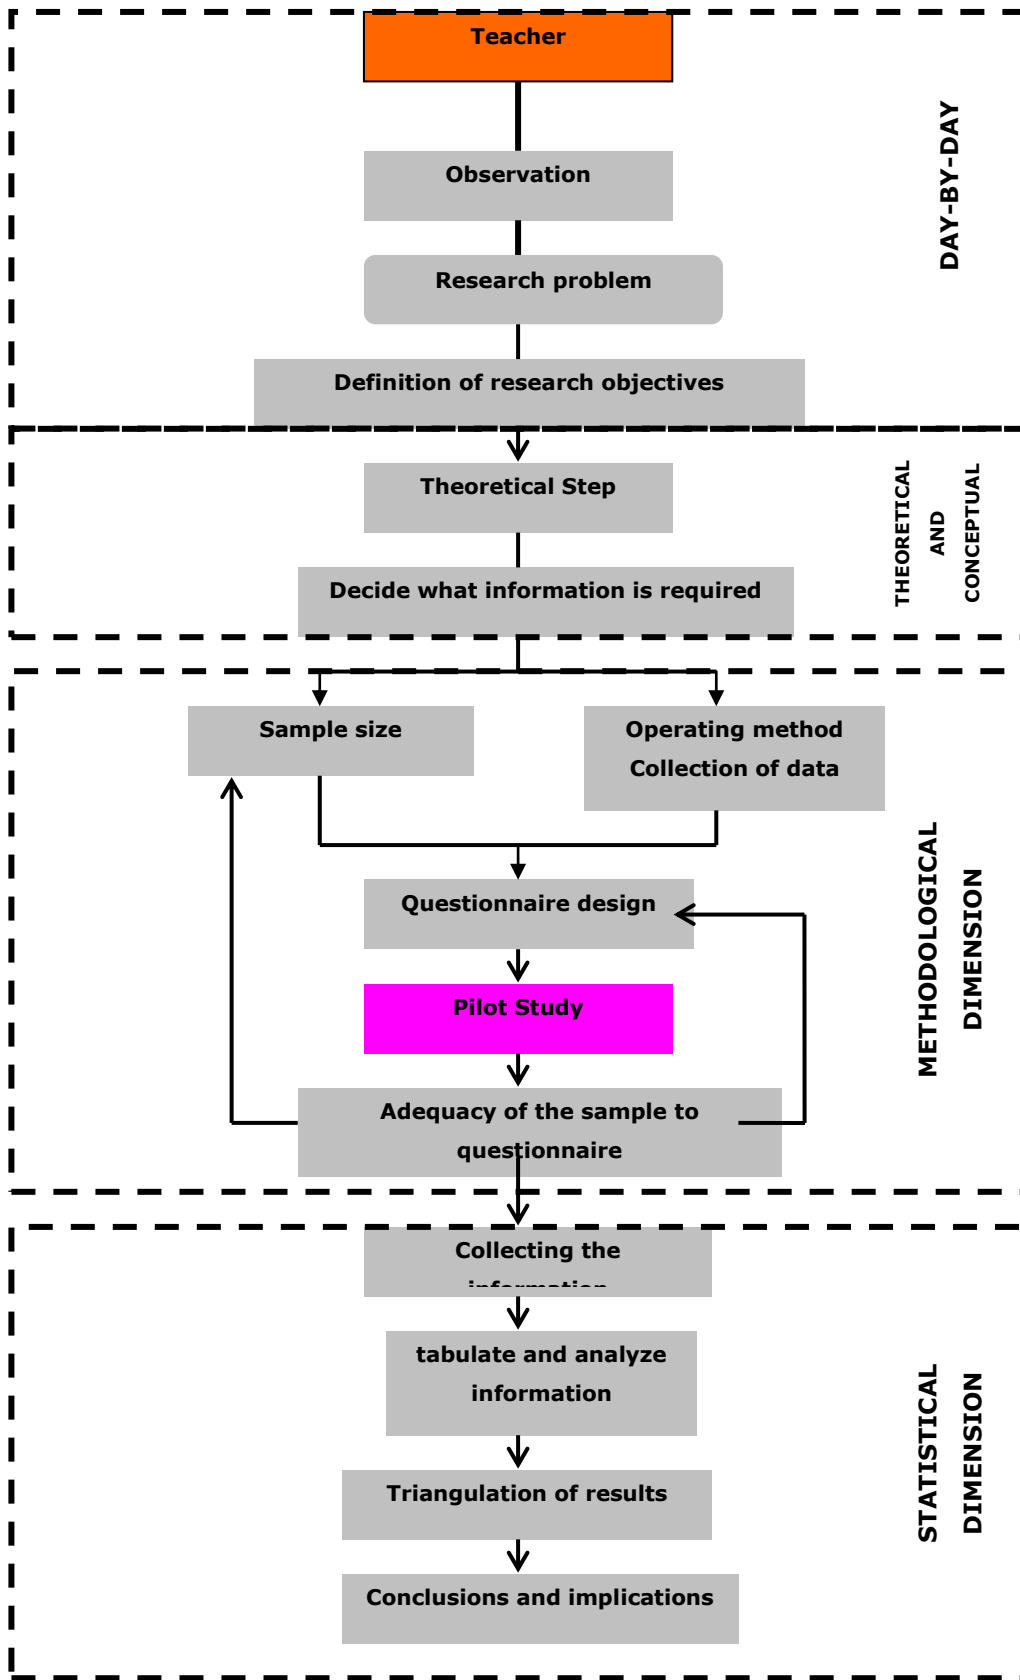 Teacher
Observation
DAY-BY-DAY
Research problem
Definition of research objectives
Theoretical Step
THEORETICAL
AND
CONCEPTUAL
Decide what information is required
Sample size
Operating method
Collection of data
Questionnaire design
METHODOLOGICAL
DIMENSION
Pilot Study
Adequacy of the sample to
questionnaire
Collecting the
information
tabulate and analyze
information
STATISTICAL
DIMENSION
Triangulation of results
Conclusions and implications